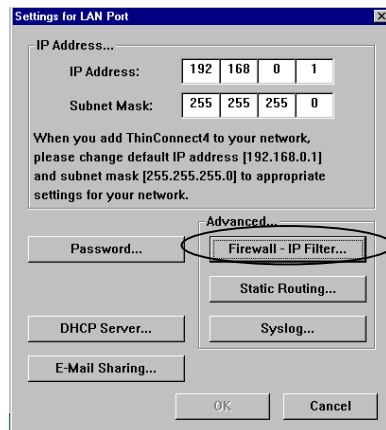 Settings for LAN Port
IP Address...
IP Address: 192 168 0 1
Subnet Mask: 255 255 255 0
When you add ThinConnect4 to your network,
please change default IP address [192.168.0.1]
and subnet mask [255.255.255.0] to appropriate
settings for your network.
Advanced...
Password...
Firewall - IP Filter...
Static Routing...
DHCP Server...
Syslog...
E-Mail Sharing...
OK
Cancel